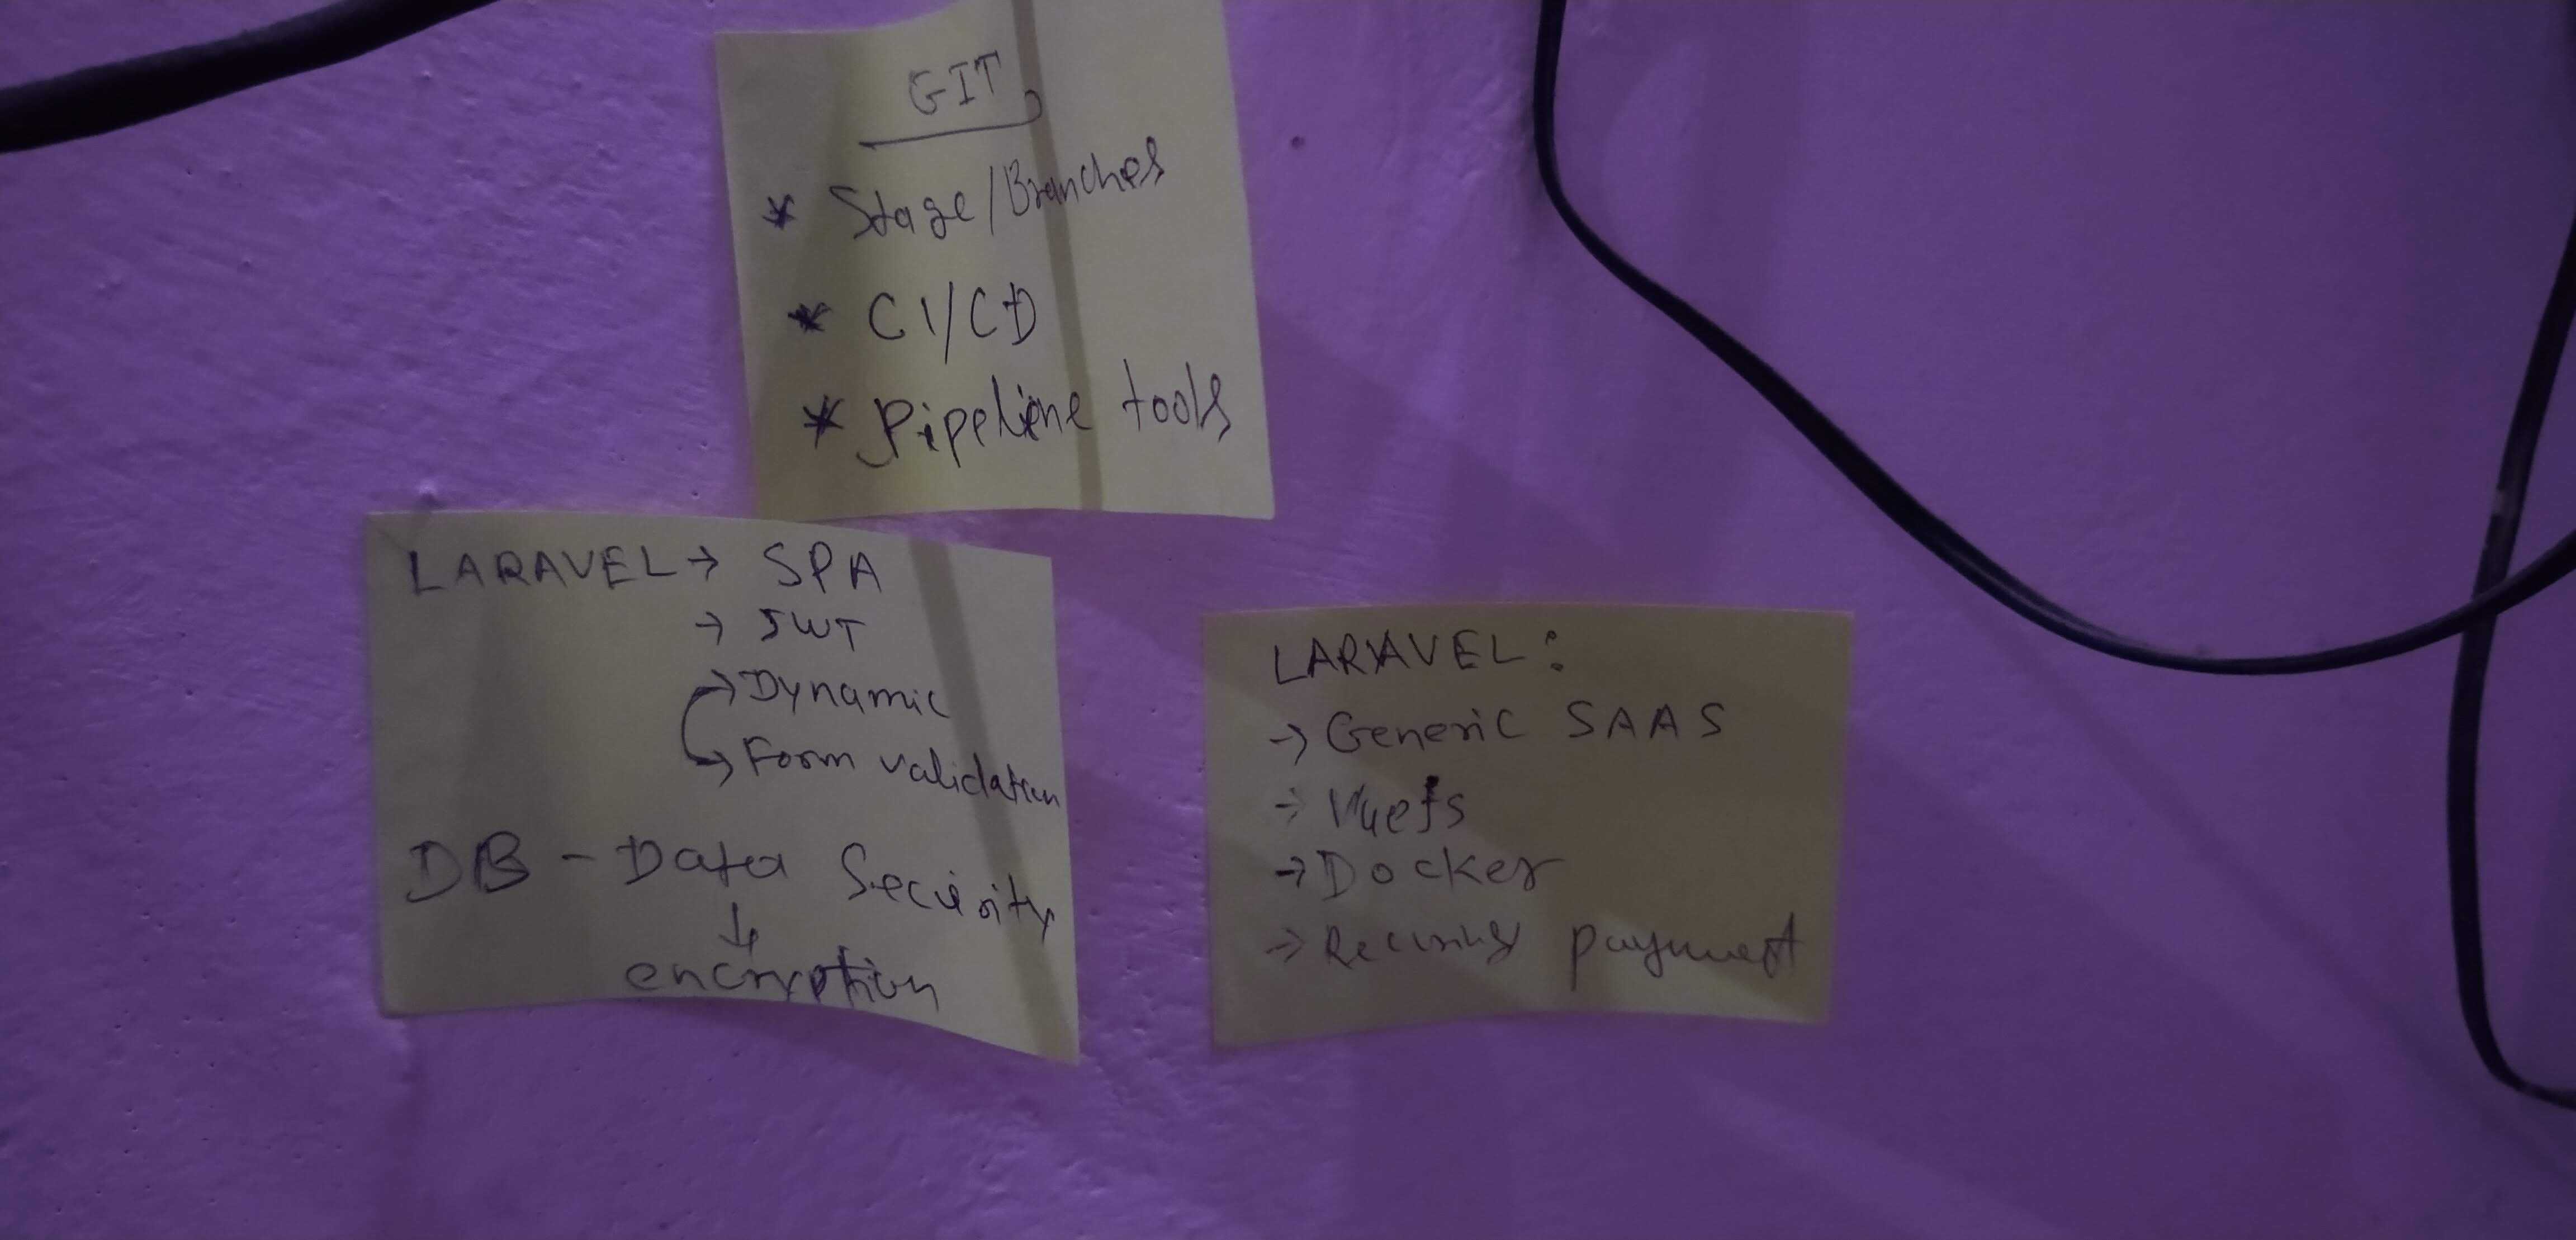 GIT
* Stage/Branches
* CI/CD
* Pipeline tools
LARAVEL → SPA
→ JWT
→ Dynamic
→ Form validation
DB - Data Security
↓
encryption
LARAVEL:
→ Generic SAAS
→ Vuejs
→ Docker
→ Recuring payment